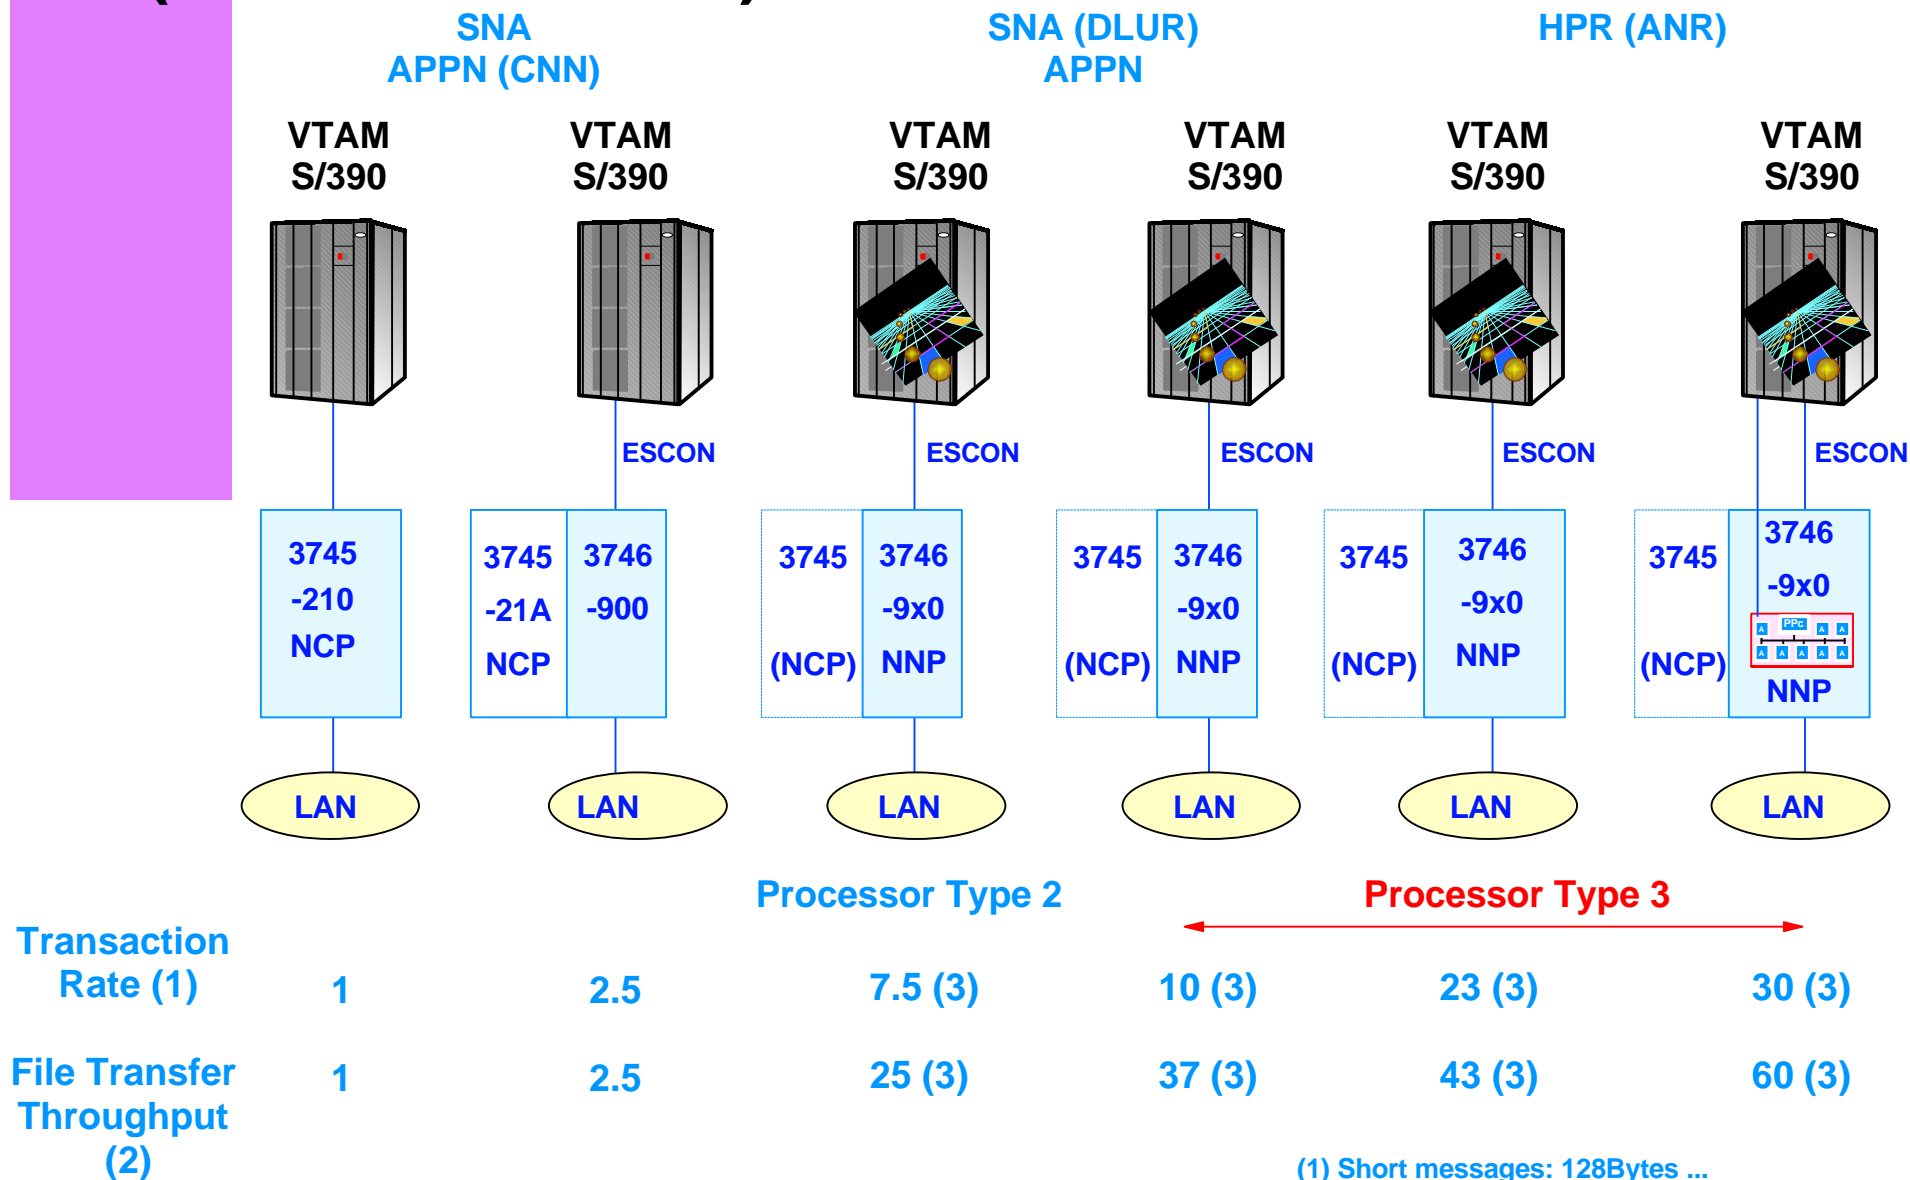 SNA
APPN (CNN)
SNA (DLUR)
APPN
HPR (ANR)
VTAM
S/390
VTAM
S/390
VTAM
S/390
VTAM
S/390
VTAM
S/390
VTAM
S/390
ESCON
ESCON
ESCON
ESCON
ESCON
3745
-210
NCP
3745
-21A
NCP
3746
-900
3745
(NCP)
3746
-9x0
NNP
3745
(NCP)
3746
-9x0
NNP
3745
(NCP)
3746
-9x0
NNP
3745
(NCP)
3746
-9x0
A PPc A A
A A A A A
NNP
LAN
LAN
LAN
LAN
LAN
LAN
Processor Type 2
Processor Type 3
Transaction
Rate (1)
1 2.5 7.5 (3) 10 (3) 23 (3) 30 (3)
File Transfer
Throughput
(2)
1 2.5 25 (3) 37 (3) 43 (3) 60 (3)
(1) Short messages: 128Bytes ...